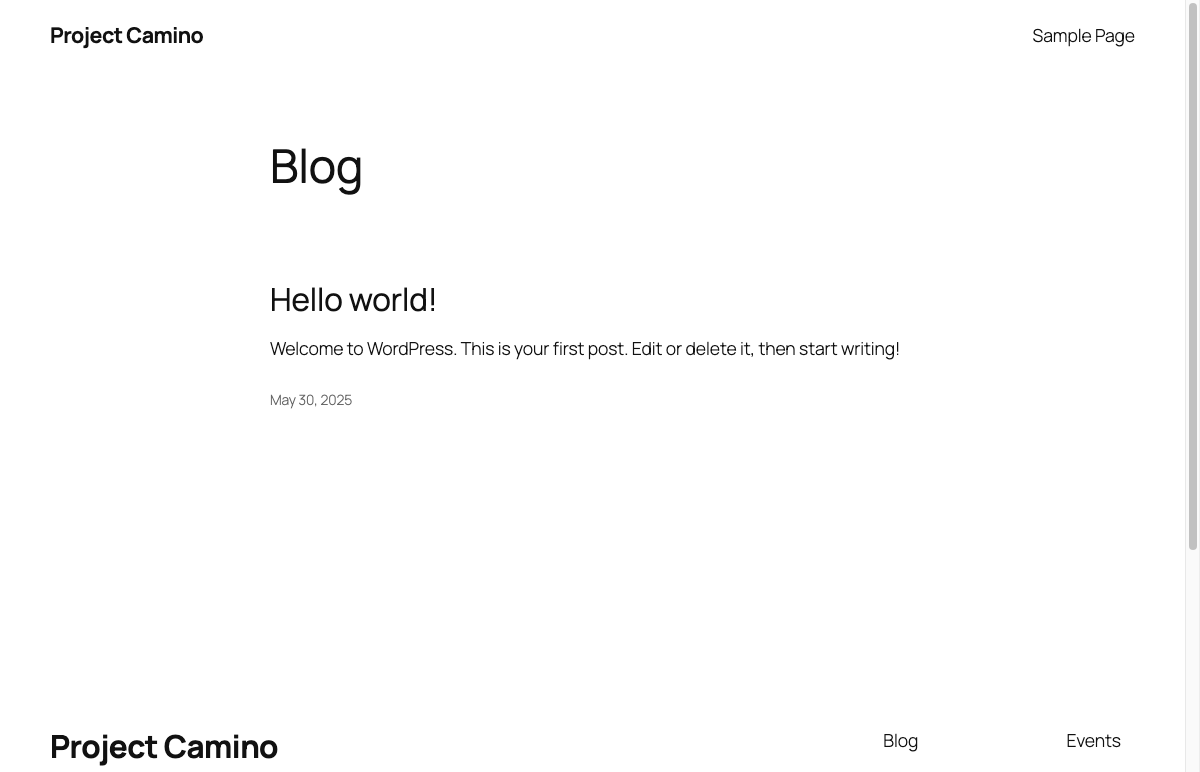 Project Camino
Sample Page
Blog
Hello world!
Welcome to WordPress. This is your first post. Edit or delete it, then start writing!
May 30, 2025
Project Camino
Blog
Events